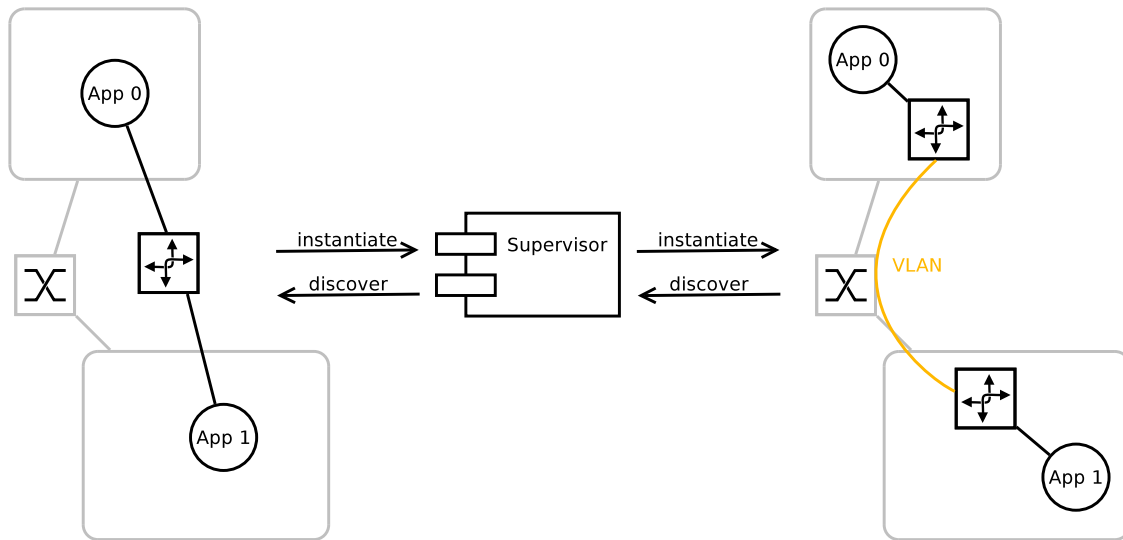 App 0
App 1
instantiate
discover
Supervisor
instantiate
discover
App 0
VLAN
App 1